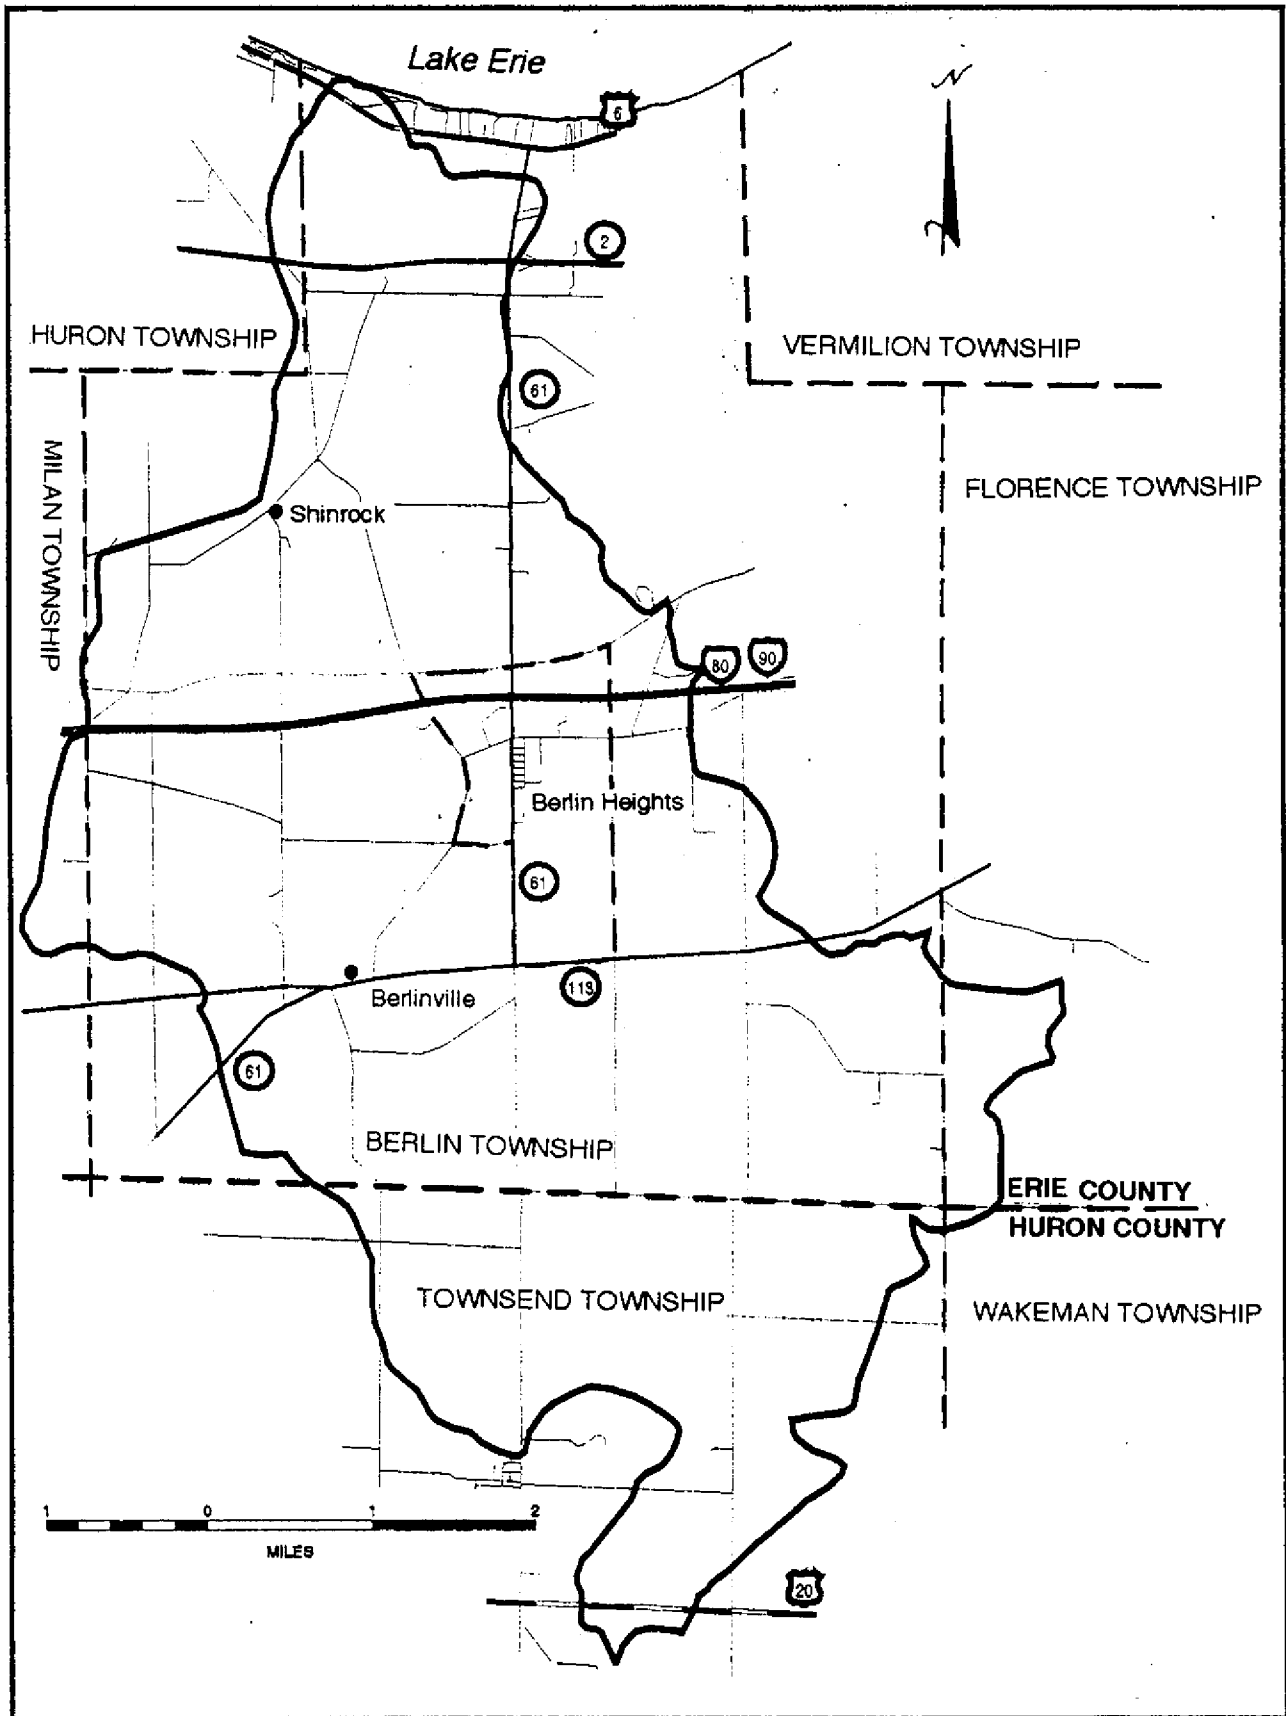 Lake Erie
N
6
2
HURON TOWNSHIP
VERMILION TOWNSHIP
61
MILAN TOWNSHIP
FLORENCE TOWNSHIP
Shinrock
80
90
Berlin Heights
61
Berlinville
113
61
BERLIN TOWNSHIP
ERIE COUNTY
HURON COUNTY
TOWNSEND TOWNSHIP
WAKEMAN TOWNSHIP
1 0 1 2
MILES
20